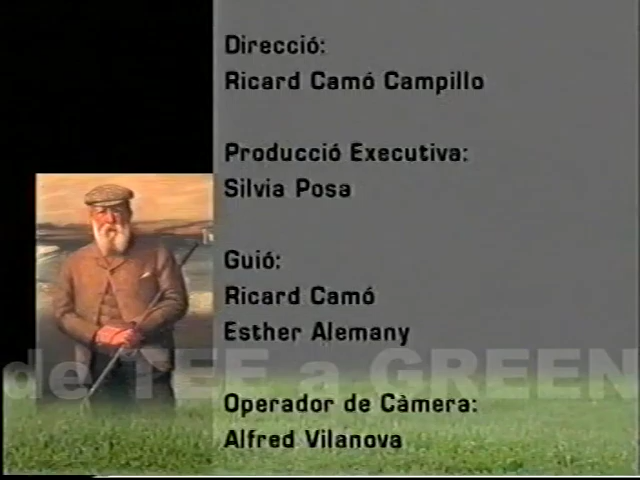 Direcció:
Ricard Camó Campillo
Producció Executiva:
Silvia Posa
Guió:
Ricard Camó
Esther Alemany
de TEE a GREEN
Operador de Càmera:
Alfred Vilanova